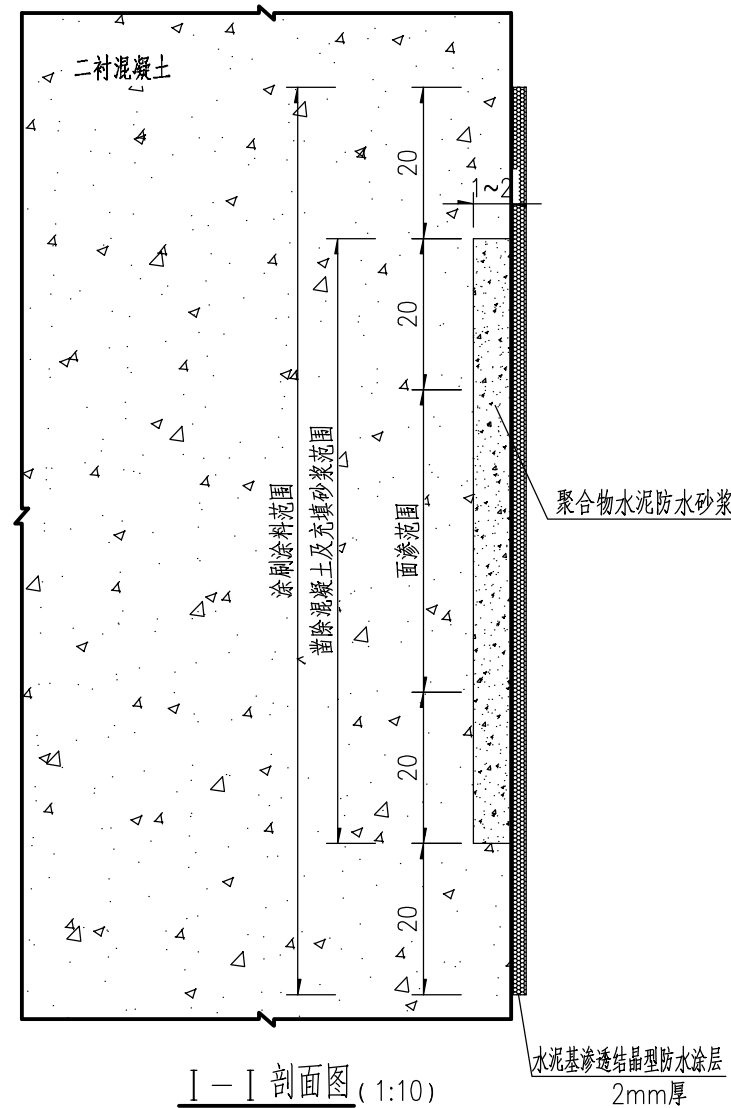 二衬混凝土
20
1~2
20
涂刷涂料范围
凿除混凝土及充填砂浆范围
面渗范围
聚合物水泥防水砂浆
20
20
水泥基渗透结晶型防水涂层
2mm厚
I－I 剖面图(1:10)